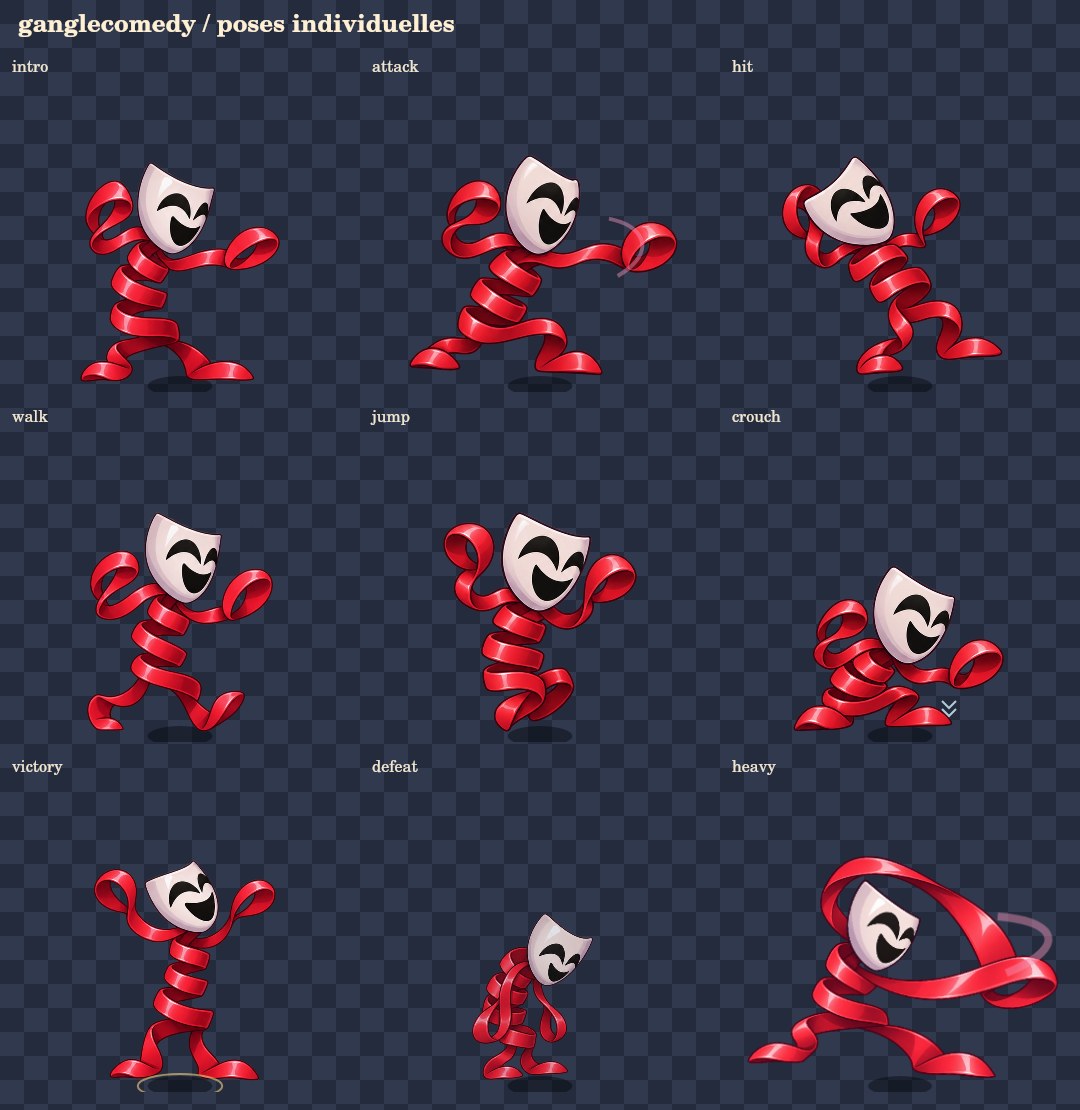 ganglecomedy / poses individuelles
intro
attack
hit
walk
jump
crouch
victory
defeat
heavy